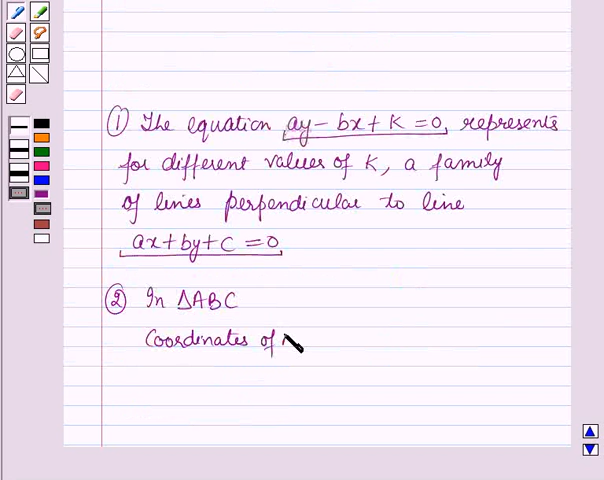 ① The equation ay - bx + K = 0, represents
for different values of K, a family
of lines perpendicular to line
ax + by + C = 0
② In ΔABC
Coordinates of